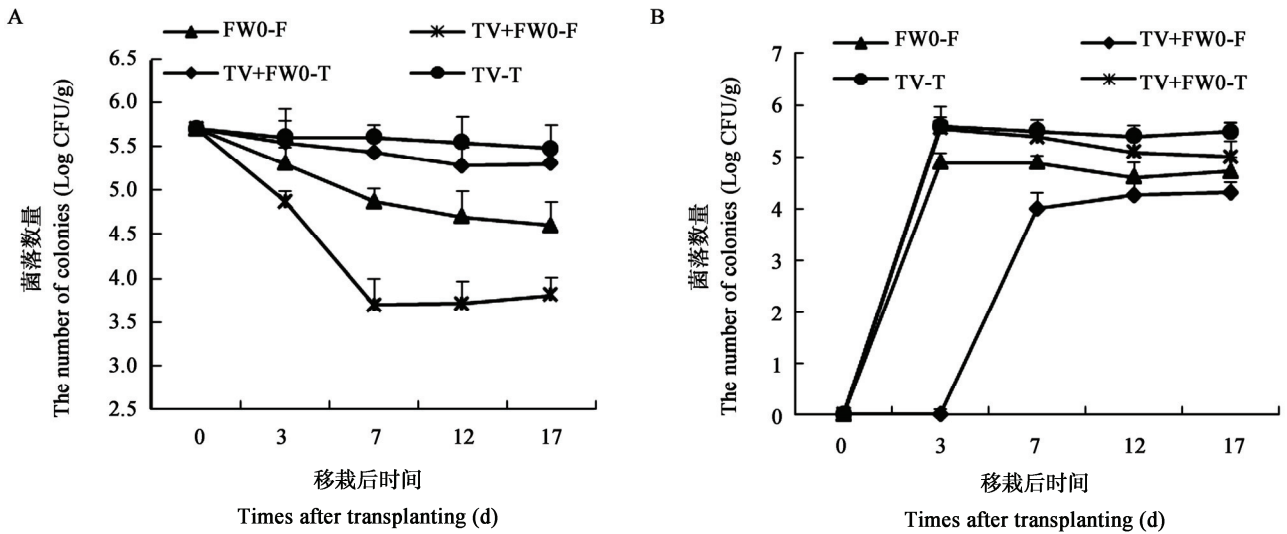 A
FW0-F
TV+FW0-F
TV+FW0-T
TV-T
6.5
6.0
5.5
5.0
4.5
4.0
3.5
3.0
2.5
菌落数量
The number of colonies (Log CFU/g)
0 3 7 12 17
移栽后时间
Times after transplanting (d)
B
FW0-F
TV+FW0-F
TV-T
TV+FW0-T
7
6
5
4
3
2
1
0
菌落数量
The number of colonies (Log CFU/g)
0 3 7 12 17
移栽后时间
Times after transplanting (d)